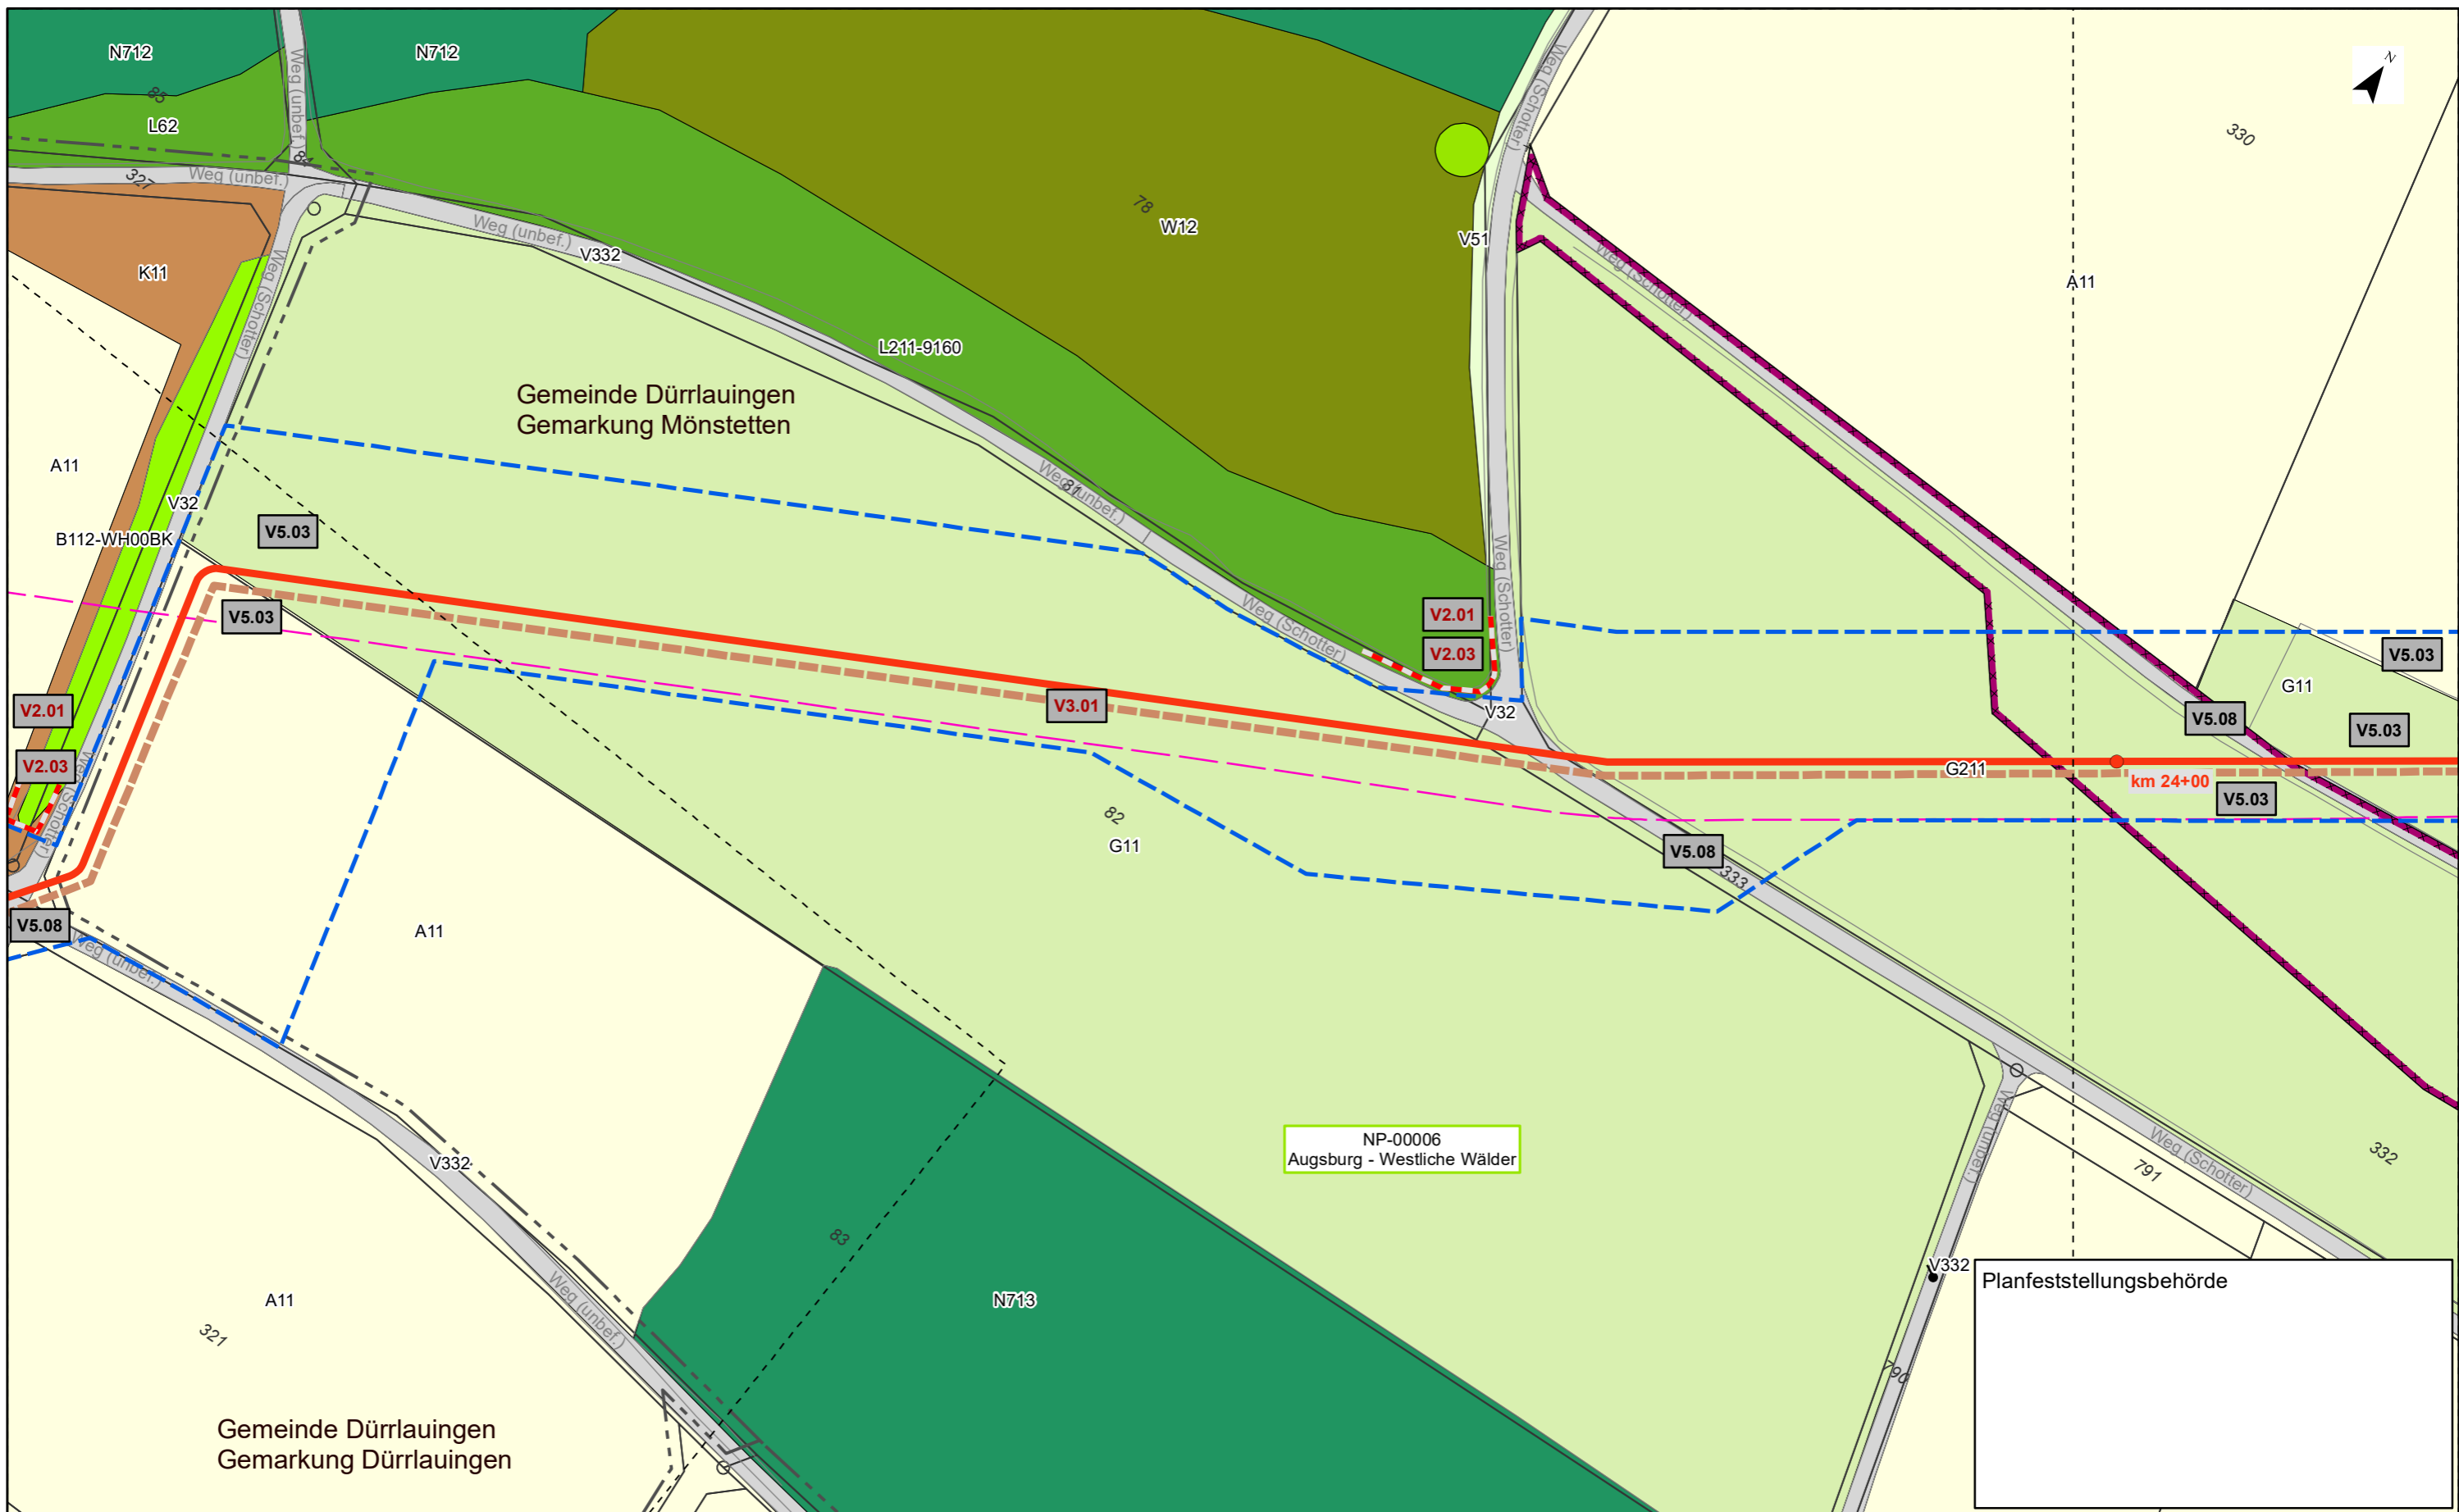 N712
N712
N
85
L62
84
Weg (unbef.)
Weg (Schotter)
330
327
Weg (unbef.)
K11
78
W12
V51
Weg (unbef.)
V332
Weg (Schotter)
Weg (Schotter)
A11
L211-9160
Gemeinde Dürrlauingen
Gemarkung Mönstetten
A11
V32
B112-WH00BK
V5.03
81
Weg (unbef.)
Weg (Schotter)
V5.03
V2.01
V2.03
Weg (Schotter)
V5.03
G11
V2.01
V3.01
V32
V5.08
V5.03
V2.03
Weg (Schotter)
G211
km 24+00
V5.03
82
G11
V5.08
333
V5.08
A11
Weg (unbef.)
NP-00006
Augsburg - Westliche Wälder
Weg (unbef.)
Weg (Schotter)
332
791
V332
83
V332
Planfeststellungsbehörde
A11
321
Weg (unbef.)
N713
790
Gemeinde Dürrlauingen
Gemarkung Dürrlauingen